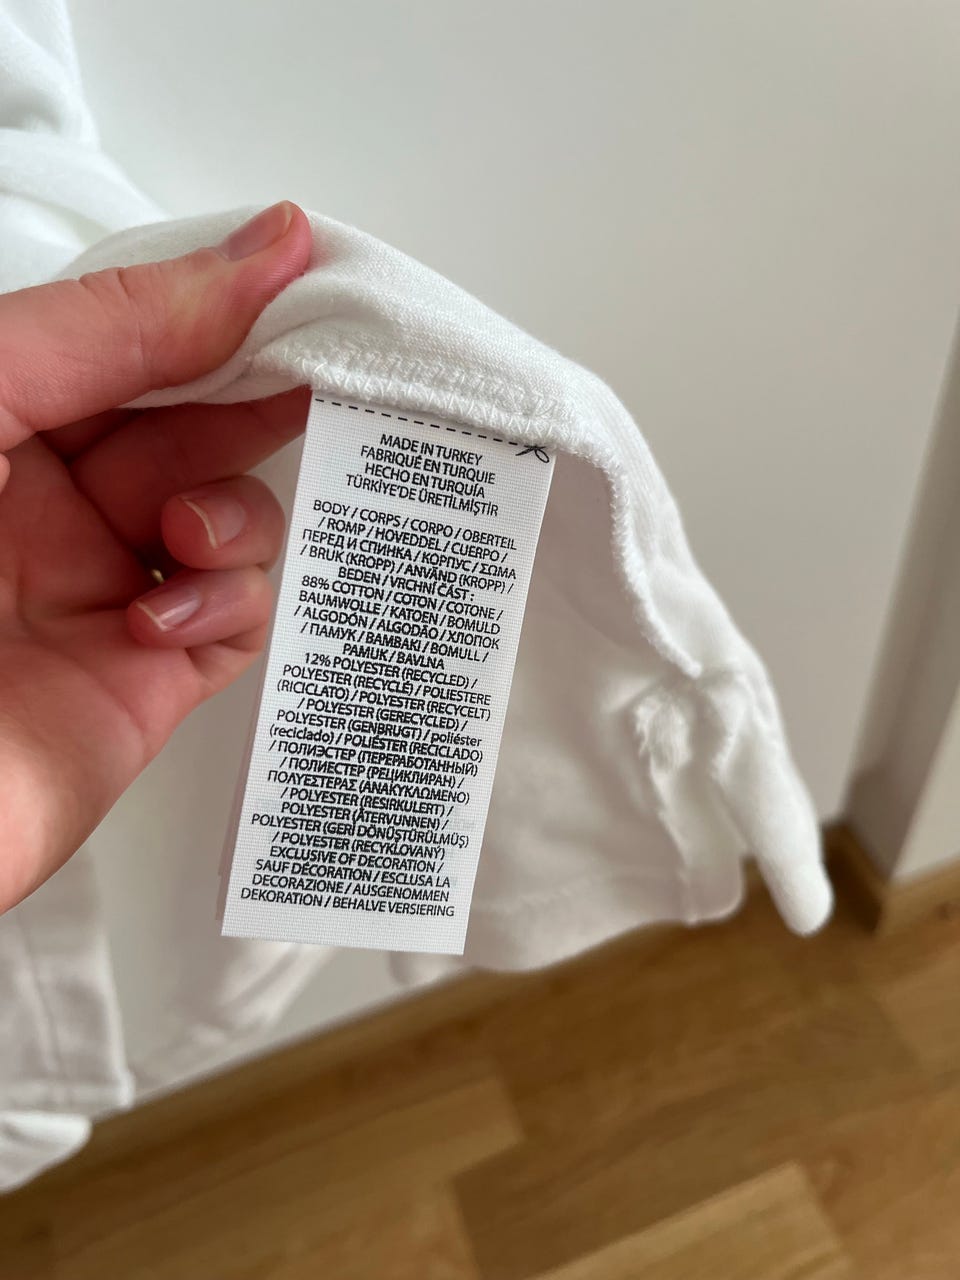 MADE IN TURKEY
FABRIQUÉ EN TURQUIE
HECHO EN TURQUÍA
TÜRKİYE'DE ÜRETİLMİŞTİR
BODY / CORPS / CORPO / OBERTEIL
/ ROMP / HOVEDDEL / CUERPO /
ПЕРЕД И СПИНКА / КОРПУС / ΣΩΜΑ
/ BRUK (KROPP) / ANVÄND (KROPP) /
BEDEN / VRCHNÍ ČÁST :
88% COTTON / COTON / COTONE /
BAUMWOLLE / KATOEN / BOMULD
/ ALGODÓN / ALGODÃO / ХЛОПОК
/ ПАМУК / ΒΑΜΒΑΚΙ / BOMULL /
PAMUK / BAVLNA
12% POLYESTER (RECYCLED) /
POLYESTER (RECYCLÉ) / POLIESTERE
(RICICLATO) / POLYESTER (RECYCELT)
/ POLYESTER (GERECYCLED) /
POLYESTER (GENBRUGT) / poliéster
(reciclado) / POLIÉSTER (RECICLADO)
/ ПОЛИЭСТЕР (ПЕРЕРАБОТАННЫЙ)
/ ПОЛИЕСТЕР (РЕЦИКЛИРАН) /
ΠΟΛΥΕΣΤΕΡΑΣ (ΑΝΑΚΥΚΛΩΜΕΝΟ)
/ POLYESTER (RESIRKULERT) /
POLYESTER (ÅTERVUNNEN) /
POLYESTER (GERİ DÖNÜŞTÜRÜLMÜŞ)
/ POLYESTER (RECYKLOVANÝ)
EXCLUSIVE OF DECORATION /
SAUF DÉCORATION / ESCLUSA LA
DECORAZIONE / AUSGENOMMEN
DEKORATION / BEHALVE VERSIERING